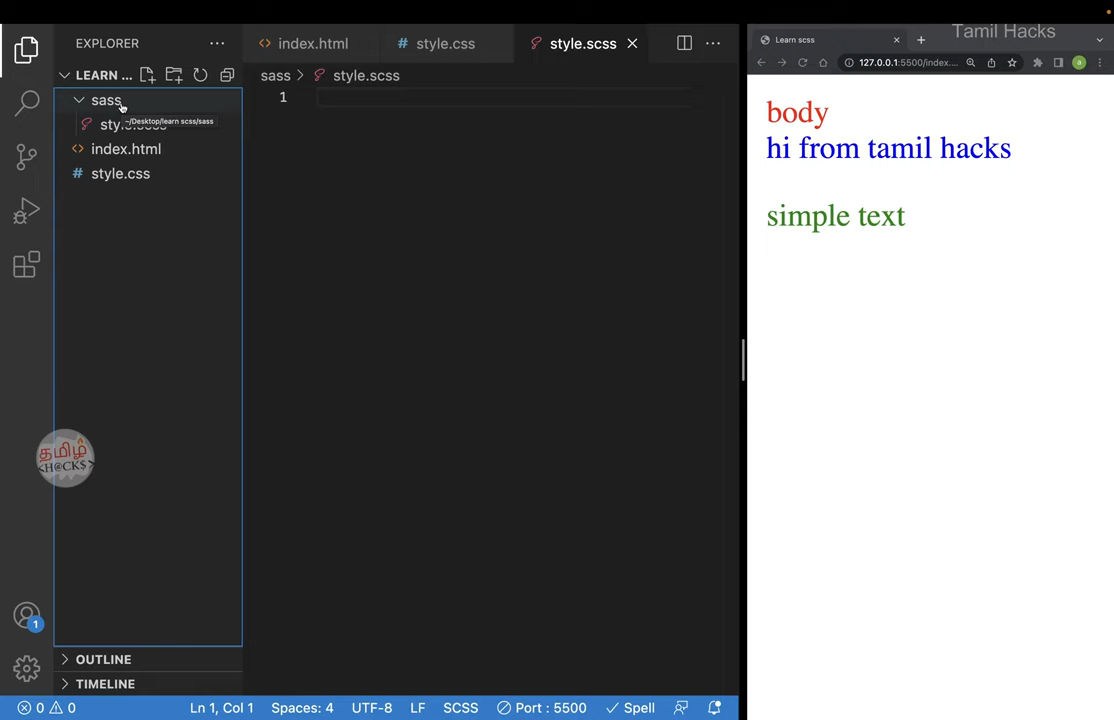 EXPLORER
LEARN ...
sass
~/Desktop/learn scss/sass
index.html
style.css
index.html
style.css
style.scss
sass > style.scss
1
OUTLINE
TIMELINE
1
0 0
Ln 1, Col 1
Spaces: 4
UTF-8
LF
SCSS
Port : 5500
Spell
தமிழ்
<H@CK$>
Tamil Hacks
Learn scss
127.0.0.1:5500/index....
a
body
hi from tamil hacks
simple text